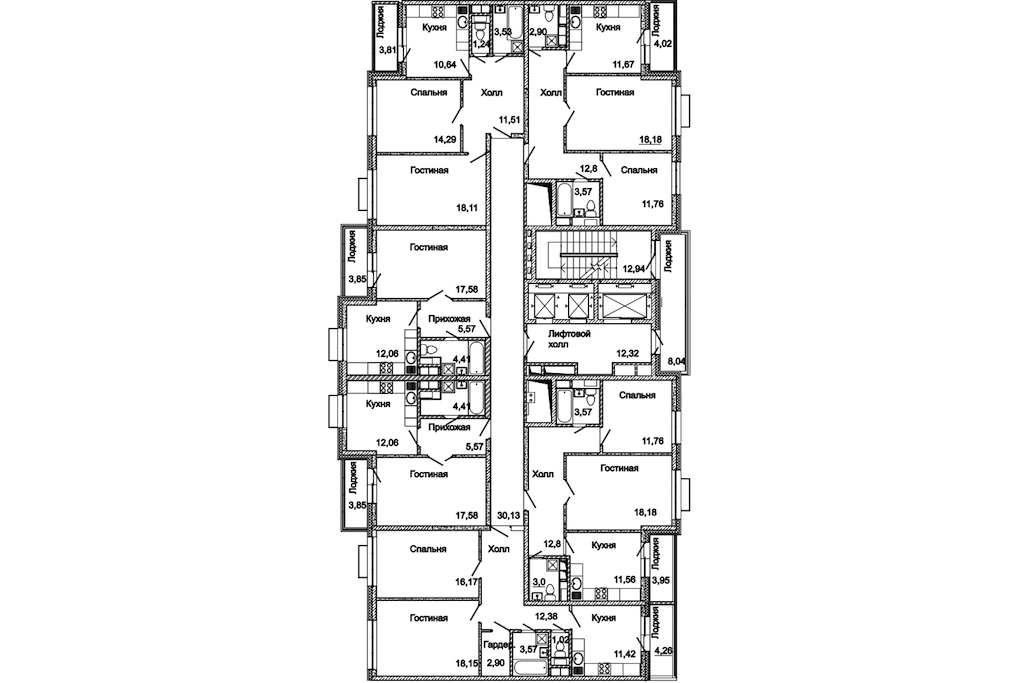 Лоджия
3,81
Кухня
10,64
1,24
3,53
2,90
Кухня
11,67
Лоджия
4,02
Спальня
14,29
Холл
11,51
Холл
12,8
Гостиная
18,18
Гостиная
18,11
Спальня
11,76
3,57
Лоджия
3,85
Гостиная
17,58
12,94
Лоджия
8,04
Кухня
12,06
Прихожая
5,57
4,41
Лифтовой
холл
12,32
Кухня
12,06
4,41
Прихожая
5,57
3,57
Спальня
11,76
Лоджия
3,85
Гостиная
17,58
30,13
Холл
12,8
Гостиная
18,18
Спальня
16,17
Холл
12,38
3,0
Кухня
11,56
Лоджия
3,95
Гостиная
18,15
Гардер.
2,90
3,57
1,02
Кухня
11,42
Лоджия
4,26